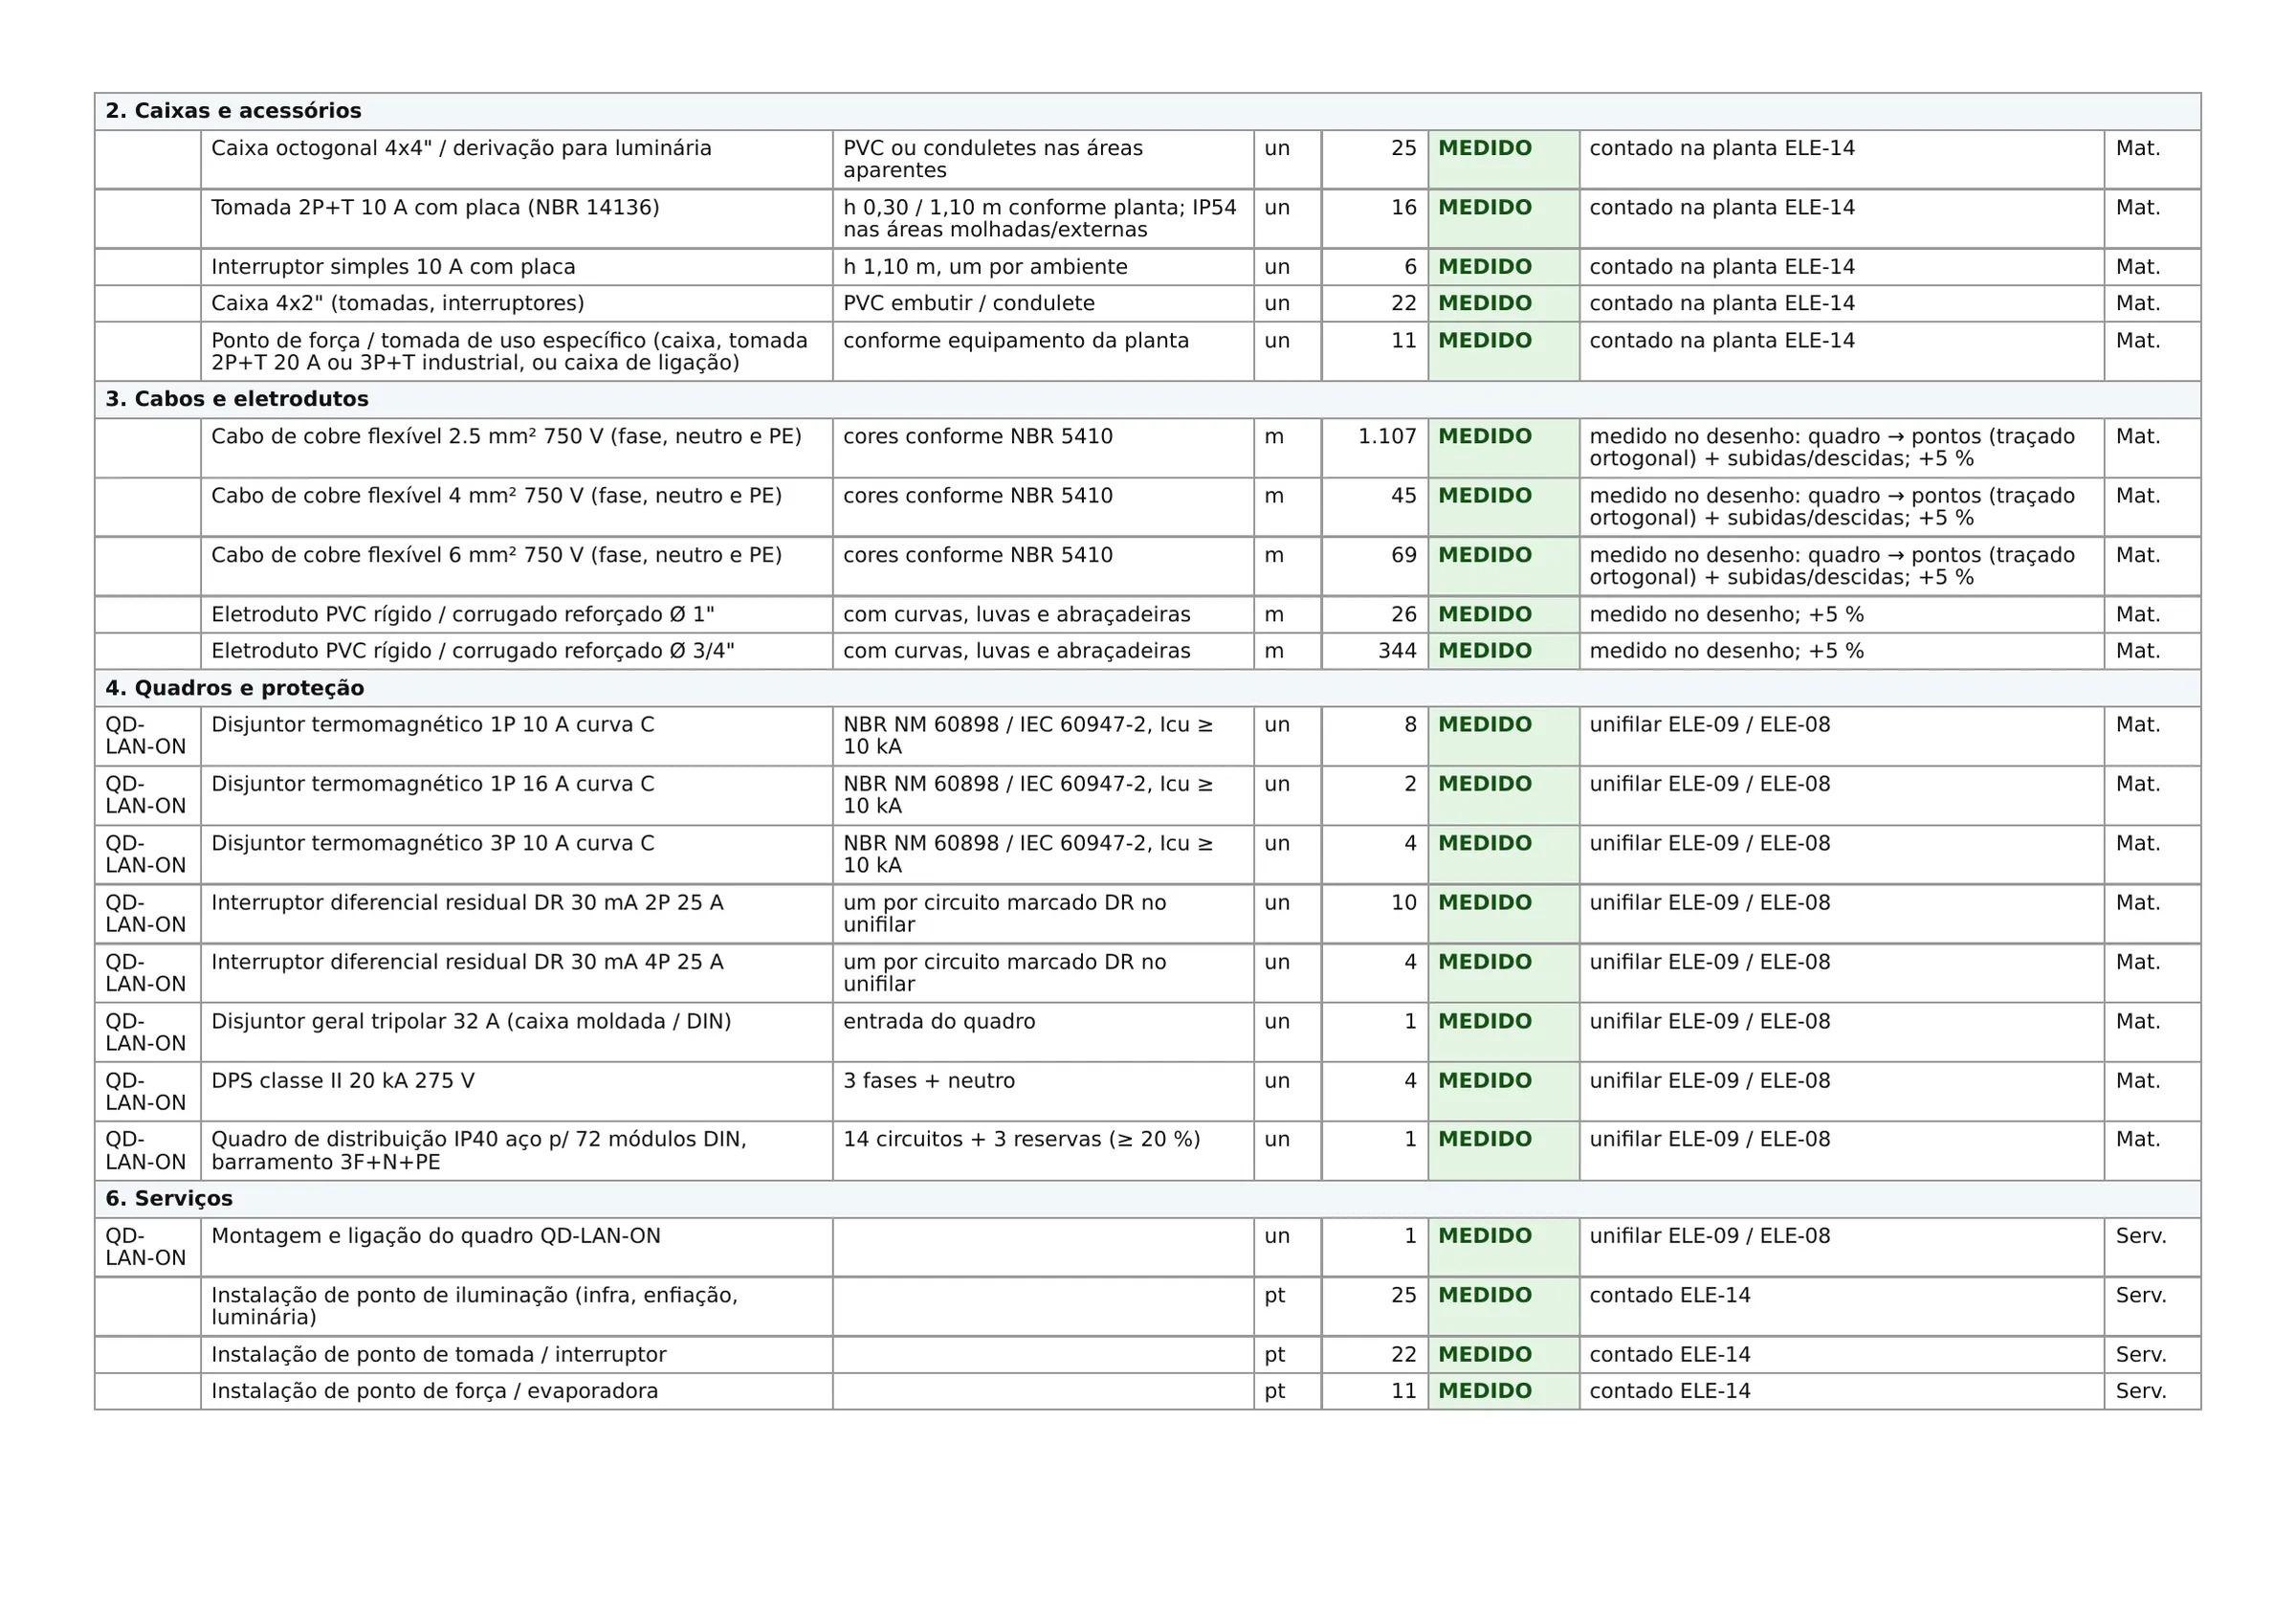 2. Caixas e acessórios
Caixa octogonal 4x4" / derivação para luminária PVC ou conduletes nas áreas un 25 MEDIDO contado na planta ELE-14 Mat.
aparentes
Tomada 2P+T 10 A com placa (NBR 14136) h 0,30 / 1,10 m conforme planta; IP54 un 16 MEDIDO contado na planta ELE-14 Mat.
nas áreas molhadas/externas
Interruptor simples 10 A com placa h 1,10 m, um por ambiente un 6 MEDIDO contado na planta ELE-14 Mat.
Caixa 4x2" (tomadas, interruptores) PVC embutir / condulete un 22 MEDIDO contado na planta ELE-14 Mat.
Ponto de força / tomada de uso específico (caixa, tomada conforme equipamento da planta un 11 MEDIDO contado na planta ELE-14 Mat.
2P+T 20 A ou 3P+T industrial, ou caixa de ligação)
3. Cabos e eletrodutos
Cabo de cobre flexível 2.5 mm² 750 V (fase, neutro e PE) cores conforme NBR 5410 m 1.107 MEDIDO medido no desenho: quadro → pontos (traçado Mat.
ortogonal) + subidas/descidas; +5 %
Cabo de cobre flexível 4 mm² 750 V (fase, neutro e PE) cores conforme NBR 5410 m 45 MEDIDO medido no desenho: quadro → pontos (traçado Mat.
ortogonal) + subidas/descidas; +5 %
Cabo de cobre flexível 6 mm² 750 V (fase, neutro e PE) cores conforme NBR 5410 m 69 MEDIDO medido no desenho: quadro → pontos (traçado Mat.
ortogonal) + subidas/descidas; +5 %
Eletroduto PVC rígido / corrugado reforçado Ø 1" com curvas, luvas e abraçadeiras m 26 MEDIDO medido no desenho; +5 % Mat.
Eletroduto PVC rígido / corrugado reforçado Ø 3/4" com curvas, luvas e abraçadeiras m 344 MEDIDO medido no desenho; +5 % Mat.
4. Quadros e proteção
QD- Disjuntor termomagnético 1P 10 A curva C NBR NM 60898 / IEC 60947-2, Icu ≥ un 8 MEDIDO unifilar ELE-09 / ELE-08 Mat.
LAN-ON 10 kA
QD- Disjuntor termomagnético 1P 16 A curva C NBR NM 60898 / IEC 60947-2, Icu ≥ un 2 MEDIDO unifilar ELE-09 / ELE-08 Mat.
LAN-ON 10 kA
QD- Disjuntor termomagnético 3P 10 A curva C NBR NM 60898 / IEC 60947-2, Icu ≥ un 4 MEDIDO unifilar ELE-09 / ELE-08 Mat.
LAN-ON 10 kA
QD- Interruptor diferencial residual DR 30 mA 2P 25 A um por circuito marcado DR no un 10 MEDIDO unifilar ELE-09 / ELE-08 Mat.
LAN-ON unifilar
QD- Interruptor diferencial residual DR 30 mA 4P 25 A um por circuito marcado DR no un 4 MEDIDO unifilar ELE-09 / ELE-08 Mat.
LAN-ON unifilar
QD- Disjuntor geral tripolar 32 A (caixa moldada / DIN) entrada do quadro un 1 MEDIDO unifilar ELE-09 / ELE-08 Mat.
LAN-ON
QD- DPS classe II 20 kA 275 V 3 fases + neutro un 4 MEDIDO unifilar ELE-09 / ELE-08 Mat.
LAN-ON
QD- Quadro de distribuição IP40 aço p/ 72 módulos DIN, 14 circuitos + 3 reservas (≥ 20 %) un 1 MEDIDO unifilar ELE-09 / ELE-08 Mat.
LAN-ON barramento 3F+N+PE
6. Serviços
QD- Montagem e ligação do quadro QD-LAN-ON un 1 MEDIDO unifilar ELE-09 / ELE-08 Serv.
LAN-ON
Instalação de ponto de iluminação (infra, enfiação, pt 25 MEDIDO contado ELE-14 Serv.
luminária)
Instalação de ponto de tomada / interruptor pt 22 MEDIDO contado ELE-14 Serv.
Instalação de ponto de força / evaporadora pt 11 MEDIDO contado ELE-14 Serv.